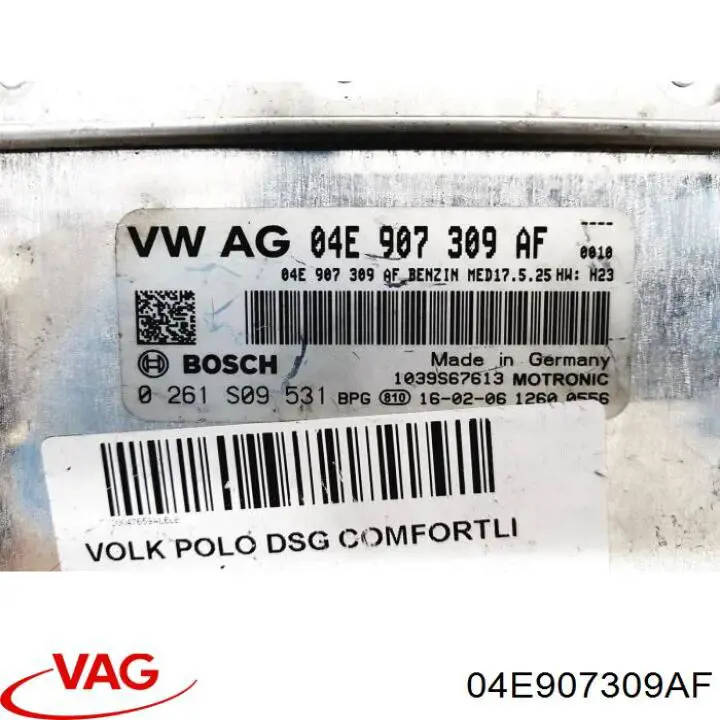 VW AG 04E 907 309 AF
----
0010
04E 907 309 AF BENZIN MED17.5.25 HW: H23
BOSCH
Made in Germany
1039S67613 MOTRONIC
0 261 S09 531 BPG 810 16-02-06 1260 0556
VOLK POLO DSG COMFORTLI
VAG
04E907309AF